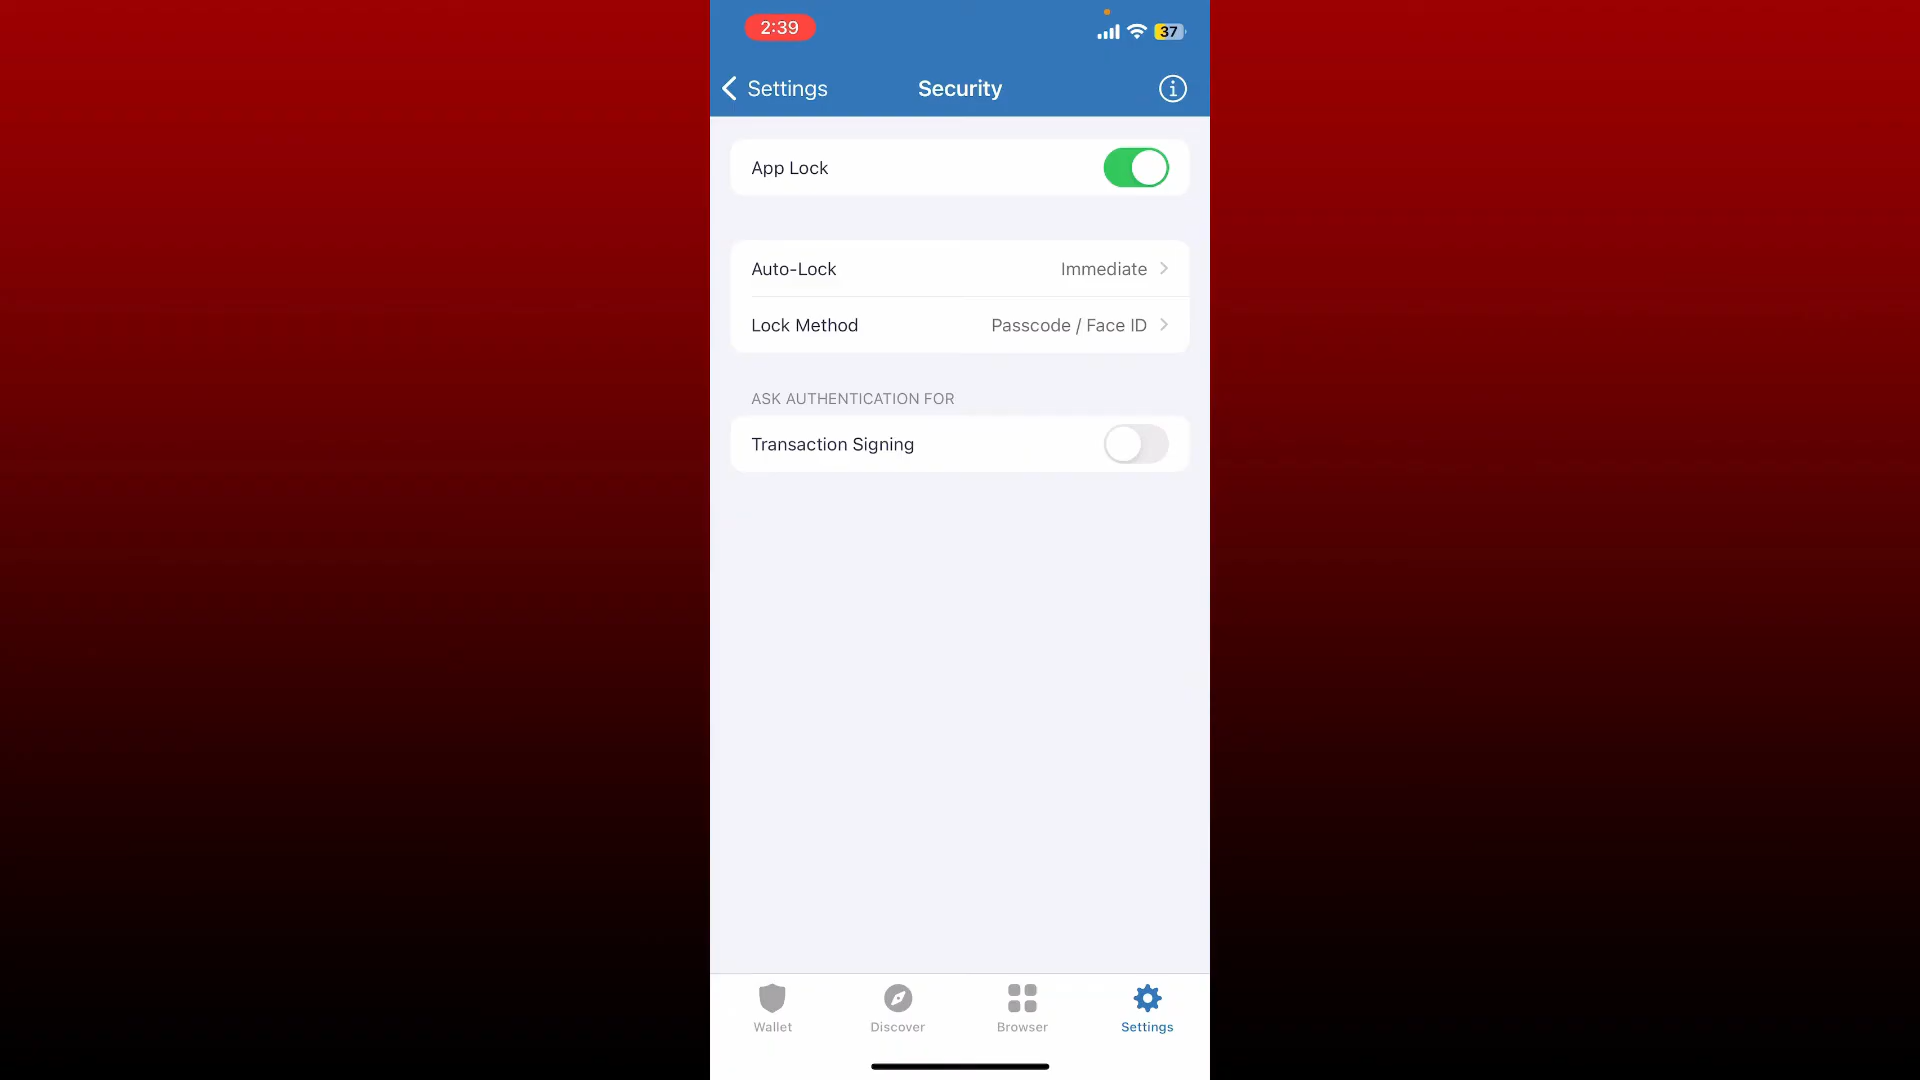 2:39
37
Settings
Security
App Lock
Auto-Lock Immediate
Lock Method Passcode / Face ID
ASK AUTHENTICATION FOR
Transaction Signing
Wallet Discover Browser Settings